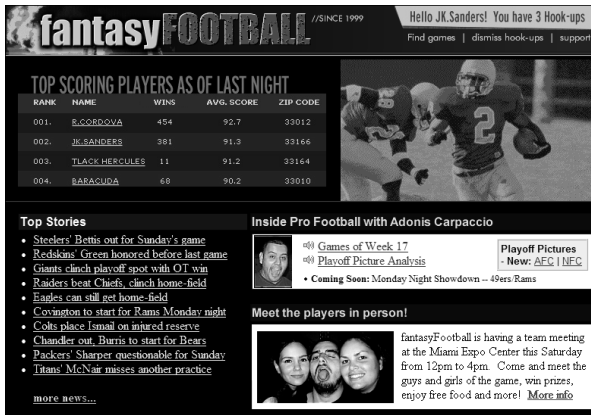 fantasyFOOTBALL //SINCE 1999
Hello JK.Sanders! You have 3 Hook-ups
Find games | dismiss hook-ups | support
TOP SCORING PLAYERS AS OF LAST NIGHT
RANK NAME WINS AVG. SCORE ZIP CODE
001. R.CORDOVA 454 92.7 33012
002. JK.SANDERS 381 91.3 33166
003. TLACK HERCULES 11 91.2 33164
004. BARACUDA 68 90.2 33010
2
Top Stories
• Steelers' Bettis out for Sunday's game
• Redskins' Green honored before last game
• Giants clinch playoff spot with OT win
• Raiders beat Chiefs, clinch home-field
• Eagles can still get home-field
• Covington to start for Rams Monday night
• Colts place Ismail on injured reserve
• Chandler out, Burris to start for Bears
• Packers' Sharper questionable for Sunday
• Titans' McNair misses another practice
more news...
Inside Pro Football with Adonis Carpaccio
Games of Week 17
Playoff Picture Analysis
• Coming Soon: Monday Night Showdown -- 49ers/Rams
Playoff Pictures
- New: AFC | NFC
Meet the players in person!
fantasyFootball is having a team meeting
at the Miami Expo Center this Saturday
from 12pm to 4pm. Come and meet the
guys and girls of the game, win prizes,
enjoy free food and more! More info